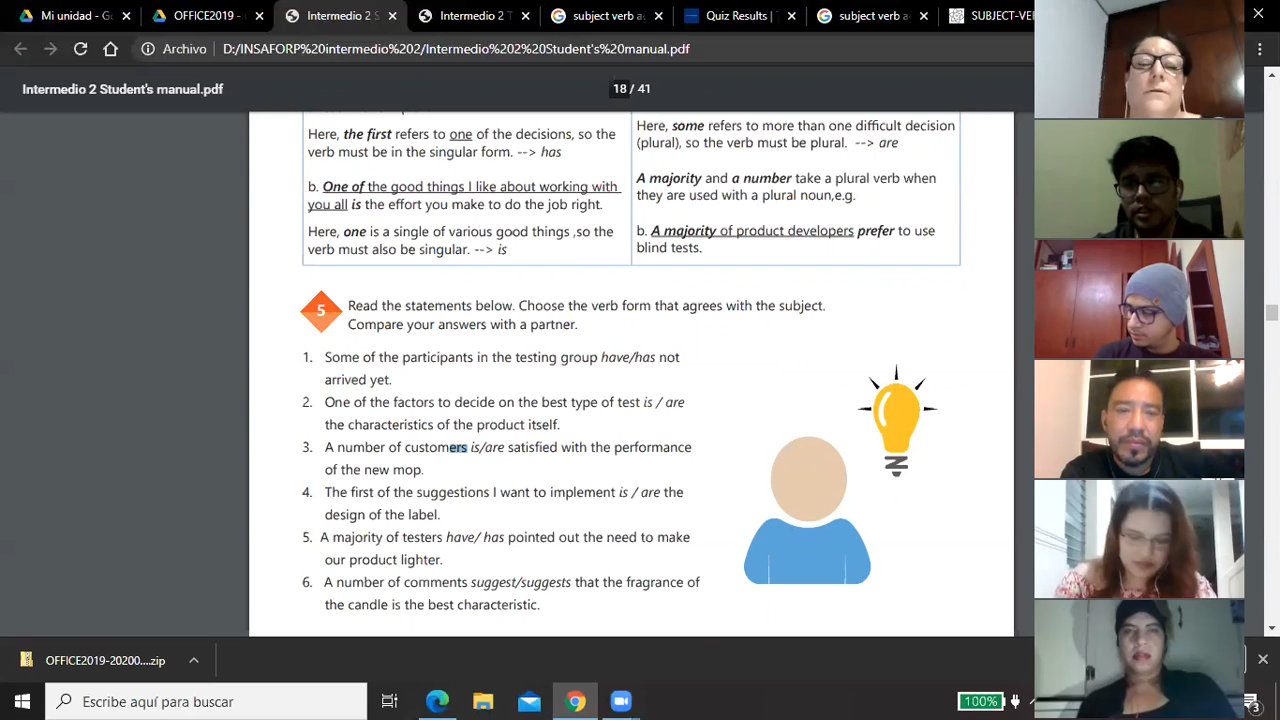 Mi unidad - Go
OFFICE2019 -
Intermedio 2 S
Intermedio 2 T
subject verb a
Quiz Results |
subject verb a
SUBJECT-VER
Archivo
D:/INSAFORP%20intermedio%202/Intermedio%202%20Student's%20manual.pdf
Intermedio 2 Student's manual.pdf
18 / 41
Here, the first refers to one of the decisions, so the
verb must be in the singular form. --> has
b. One of the good things I like about working with
you all is the effort you make to do the job right.
Here, one is a single of various good things ,so the
verb must also be singular. --> is
Here, some refers to more than one difficult decision
(plural), so the verb must be plural. --> are
A majority and a number take a plural verb when
they are used with a plural noun,e.g.
b. A majority of product developers prefer to use
blind tests.
5
Read the statements below. Choose the verb form that agrees with the subject.
Compare your answers with a partner.
1. Some of the participants in the testing group have/has not
arrived yet.
2. One of the factors to decide on the best type of test is / are
the characteristics of the product itself.
3. A number of customers is/are satisfied with the performance
of the new mop.
4. The first of the suggestions I want to implement is / are the
design of the label.
5. A majority of testers have/ has pointed out the need to make
our product lighter.
6. A number of comments suggest/suggests that the fragrance of
the candle is the best characteristic.
OFFICE2019-20200....zip
Escribe aquí para buscar
100%
3